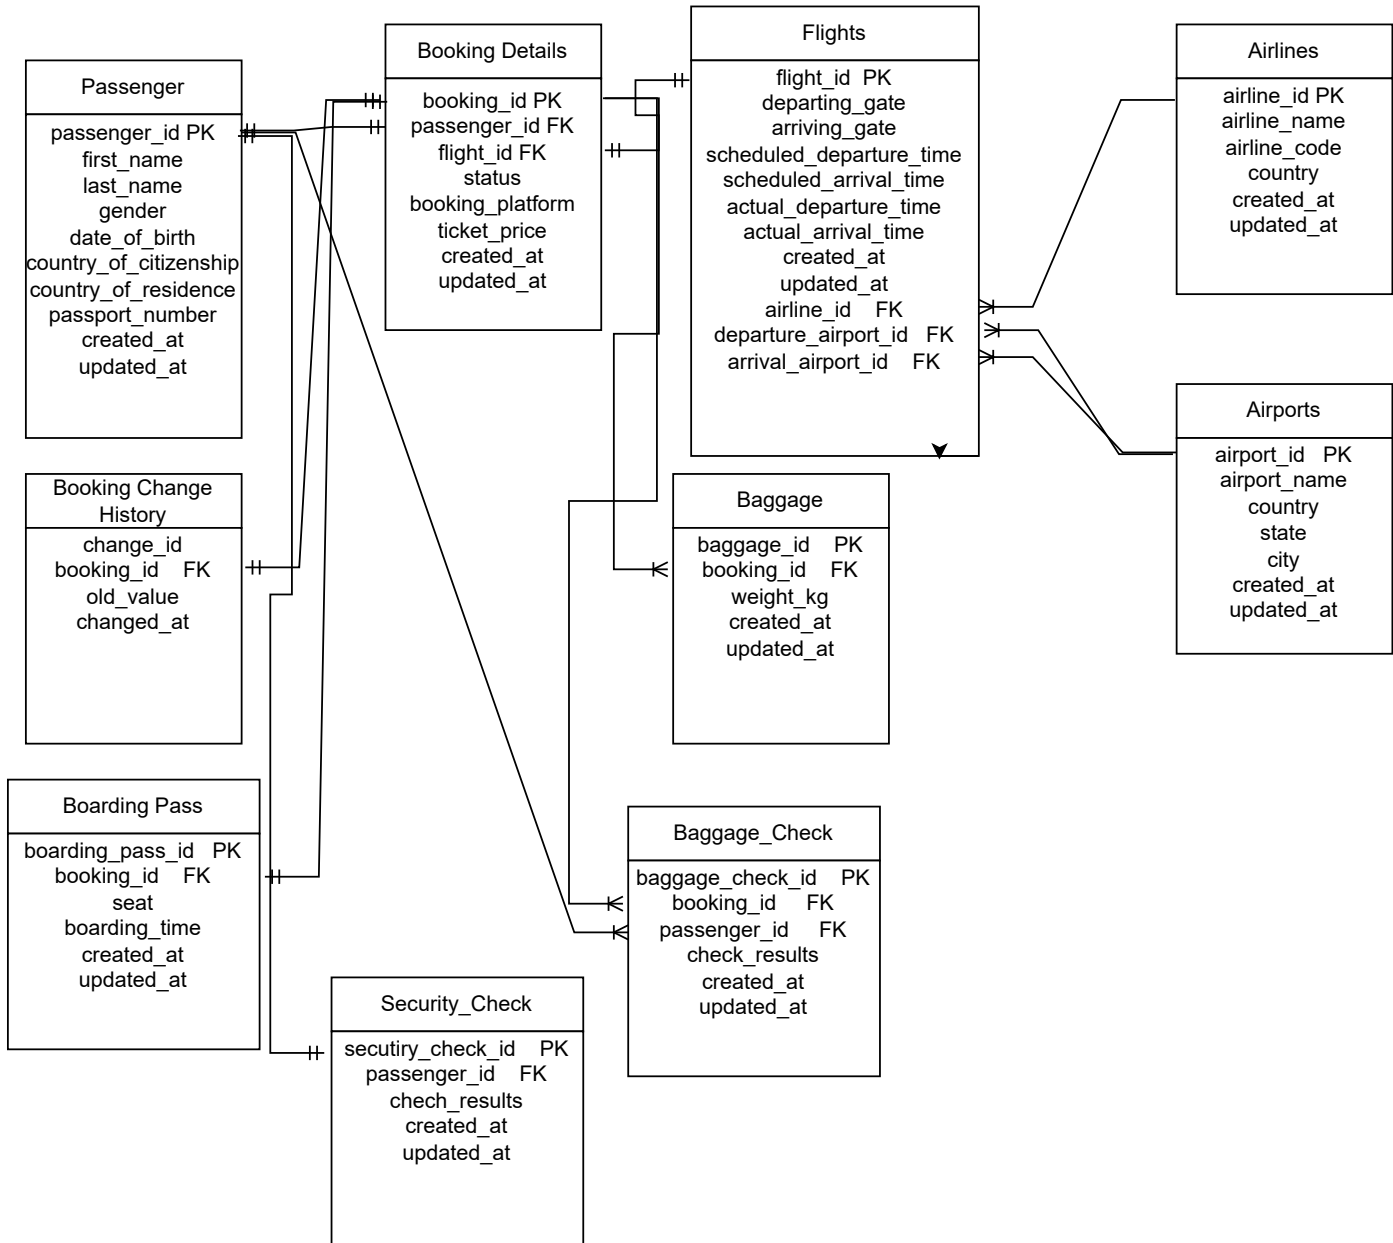 Passenger
passenger_id PK
first_name
last_name
gender
date_of_birth
country_of_citizenship
country_of_residence
passport_number
created_at
updated_at
Booking Details
booking_id PK
passenger_id FK
flight_id FK
status
booking_platform
ticket_price
created_at
updated_at
Flights
flight_id PK
departing_gate
arriving_gate
scheduled_departure_time
scheduled_arrival_time
actual_departure_time
actual_arrival_time
created_at
updated_at
airline_id FK
departure_airport_id FK
arrival_airport_id FK
Airlines
airline_id PK
airline_name
airline_code
country
created_at
updated_at
Airports
airport_id PK
airport_name
country
state
city
created_at
updated_at
Booking Change
History
change_id
booking_id FK
old_value
changed_at
Baggage
baggage_id PK
booking_id FK
weight_kg
created_at
updated_at
Boarding Pass
boarding_pass_id PK
booking_id FK
seat
boarding_time
created_at
updated_at
Baggage_Check
baggage_check_id PK
booking_id FK
passenger_id FK
check_results
created_at
updated_at
Security_Check
secutiry_check_id PK
passenger_id FK
chech_results
created_at
updated_at